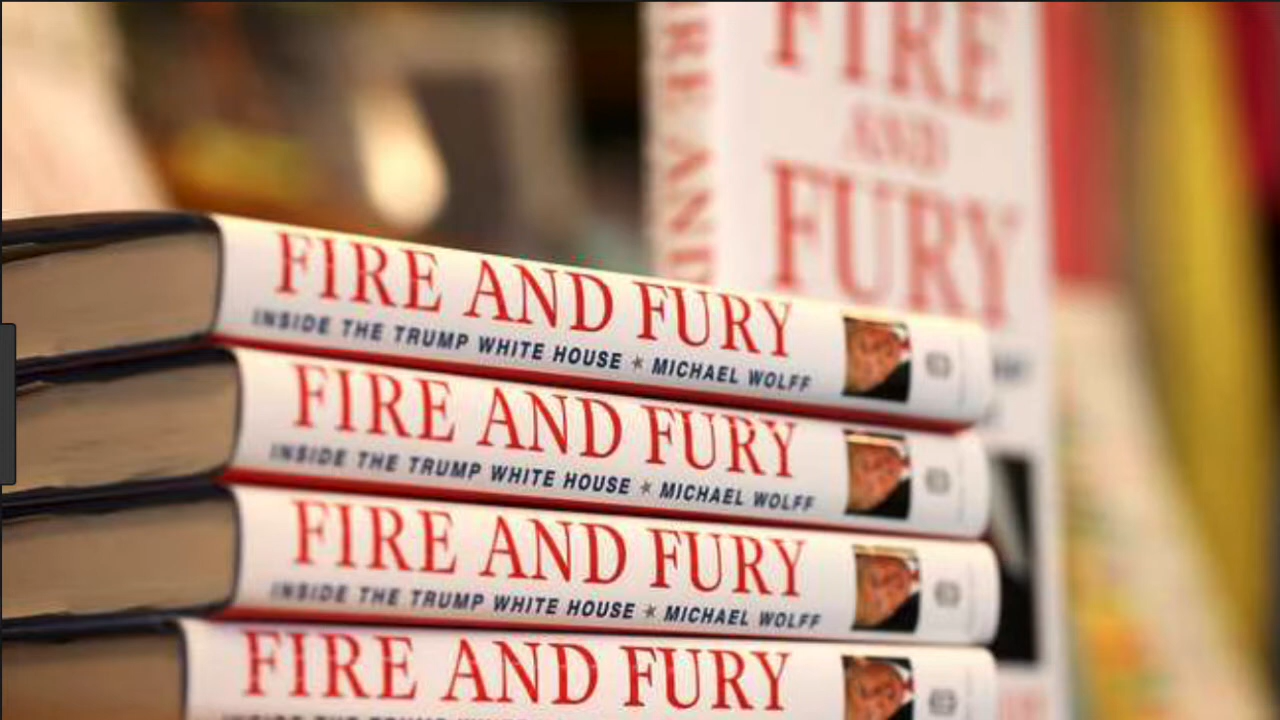 FIRE
AND
FURY
FIRE AND FURY
INSIDE THE TRUMP WHITE HOUSE ★ MICHAEL WOLFF
FIRE AND FURY
INSIDE THE TRUMP WHITE HOUSE ★ MICHAEL WOLFF
FIRE AND FURY
INSIDE THE TRUMP WHITE HOUSE ★ MICHAEL WOLFF
FIRE AND FURY